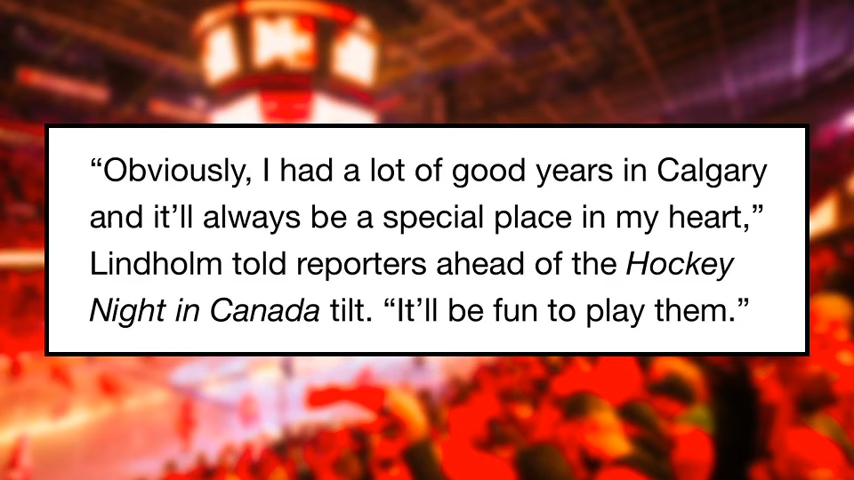 “Obviously, I had a lot of good years in Calgary
and it’ll always be a special place in my heart,”
Lindholm told reporters ahead of the Hockey
Night in Canada tilt. “It’ll be fun to play them.”